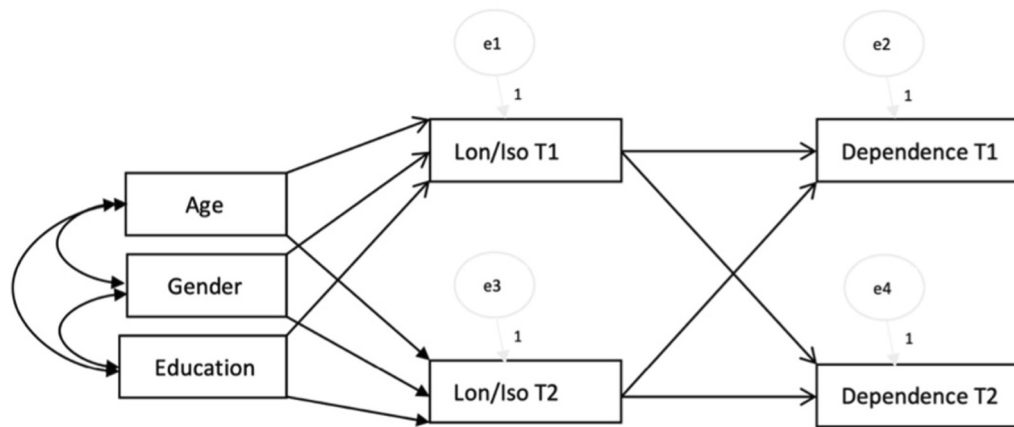 e1
e2
1
1
Lon/Iso T1
Dependence T1
Age
Gender
e3
e4
1
1
Education
Lon/Iso T2
Dependence T2